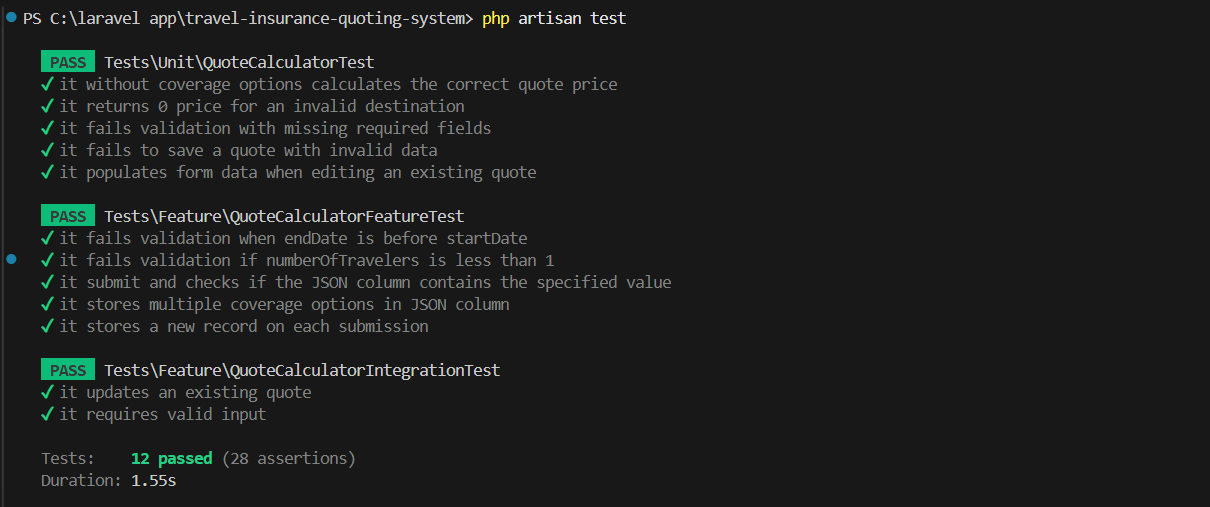 PS C:\laravel app\travel-insurance-quoting-system> php artisan test
PASS Tests\Unit\QuoteCalculatorTest
✓ it without coverage options calculates the correct quote price
✓ it returns 0 price for an invalid destination
✓ it fails validation with missing required fields
✓ it fails to save a quote with invalid data
✓ it populates form data when editing an existing quote
PASS Tests\Feature\QuoteCalculatorFeatureTest
✓ it fails validation when endDate is before startDate
✓ it fails validation if numberOfTravelers is less than 1
✓ it submit and checks if the JSON column contains the specified value
✓ it stores multiple coverage options in JSON column
✓ it stores a new record on each submission
PASS Tests\Feature\QuoteCalculatorIntegrationTest
✓ it updates an existing quote
✓ it requires valid input
Tests: 12 passed (28 assertions)
Duration: 1.55s